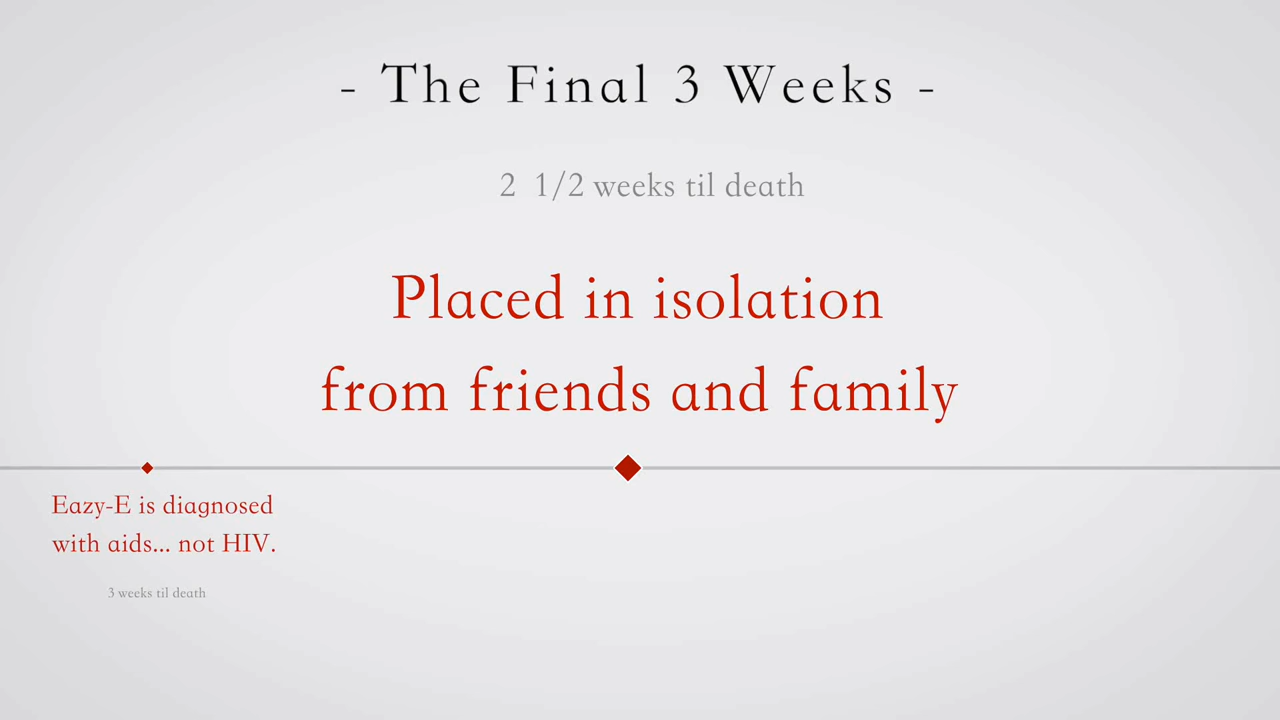 - The Final 3 Weeks -
2 1/2 weeks til death
Placed in isolation
from friends and family
Eazy-E is diagnosed
with aids... not HIV.
3 weeks til death